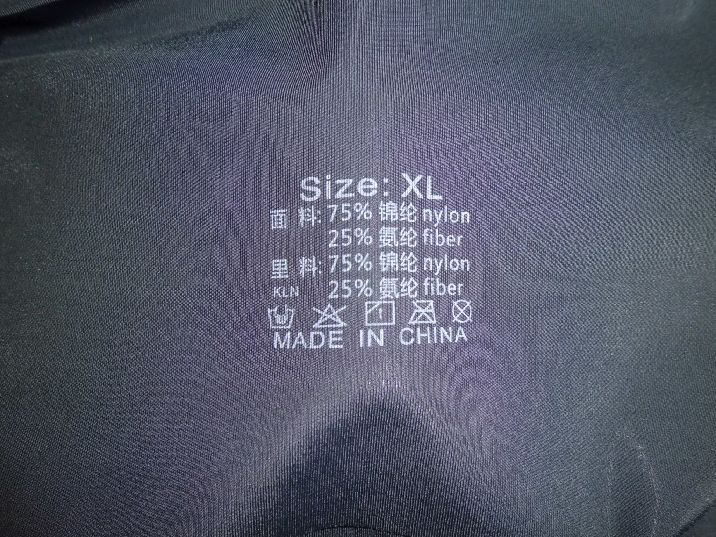 Size: XL
面 料: 75% 锦纶 nylon
25% 氨纶 fiber
里 料: 75% 锦纶 nylon
KLN 25% 氨纶 fiber
MADE IN CHINA